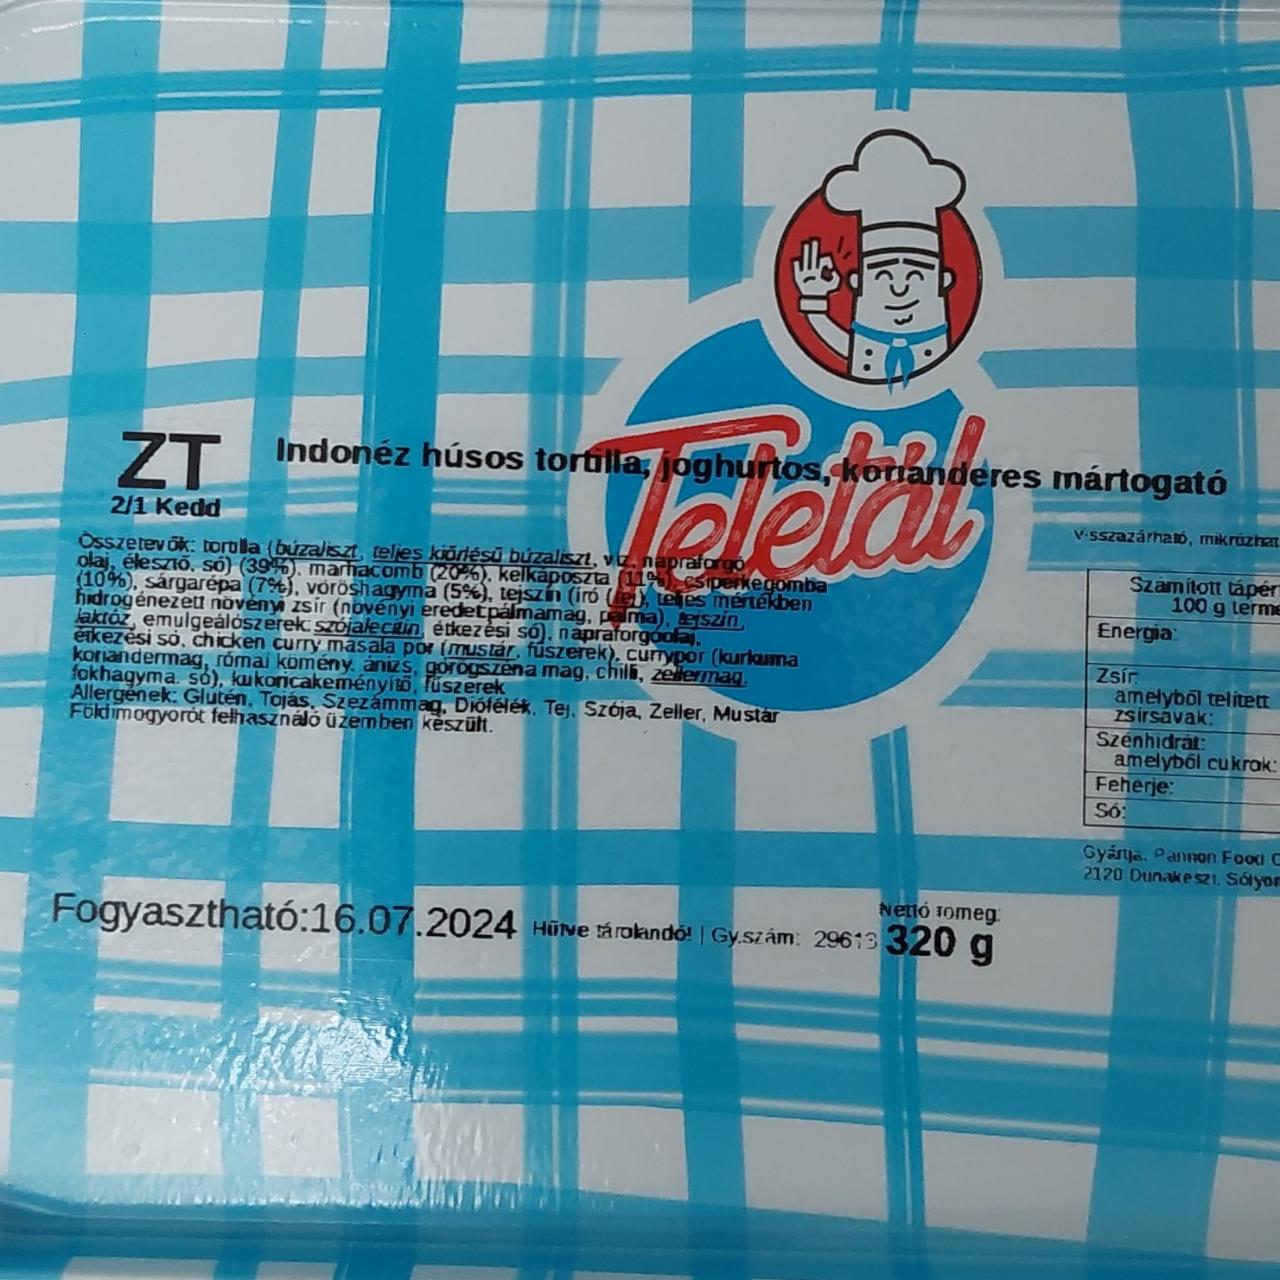 Teletál
ZT
2/1 Kedd
Indonéz húsos tortilla, joghurtos, korianderes mártogató
Összetevők: tortilla (búzaliszt, teljes kiőrlésű búzaliszt, víz, napraforgó
olaj, élesztő, só) (39%), marhacomb (20%), kelkáposzta (11%), csiperkegomba
(10%), sárgarépa (7%), vöröshagyma (5%), tejszín (író (tej), teljes mértékben
hidrogénezett növényi zsír (növényi eredet:pálmamag, pálma), tejszín,
laktóz, emulgeálószerek: szójalecitin, étkezési só), napraforgóolaj,
étkezési só, chicken curry masala por (mustár, fűszerek), currypor (kurkuma
koriandermag, római kömény, ánizs, görögszéna mag, chilli, zellermag,
fokhagyma, só), kukoricakeményítő, fűszerek
Allergének: Glutén, Tojás, Szezámmag, Diófélék, Tej, Szója, Zeller, Mustár
Földimogyorót felhasználó üzemben készült.
Visszazárható, mikrózhat
Számított tápér
100 g terme
Energia:
Zsír:
amelyből telített
zsírsavak:
Szénhidrát:
amelyből cukrok:
Fehérje:
Só:
Gyártja: Pannon Food C
2120 Dunakeszi, Sólyom
Fogyasztható:16.07.2024 Hűtve tárolandó! | Gy.szám: 29613
Nettó tömeg:
320 g